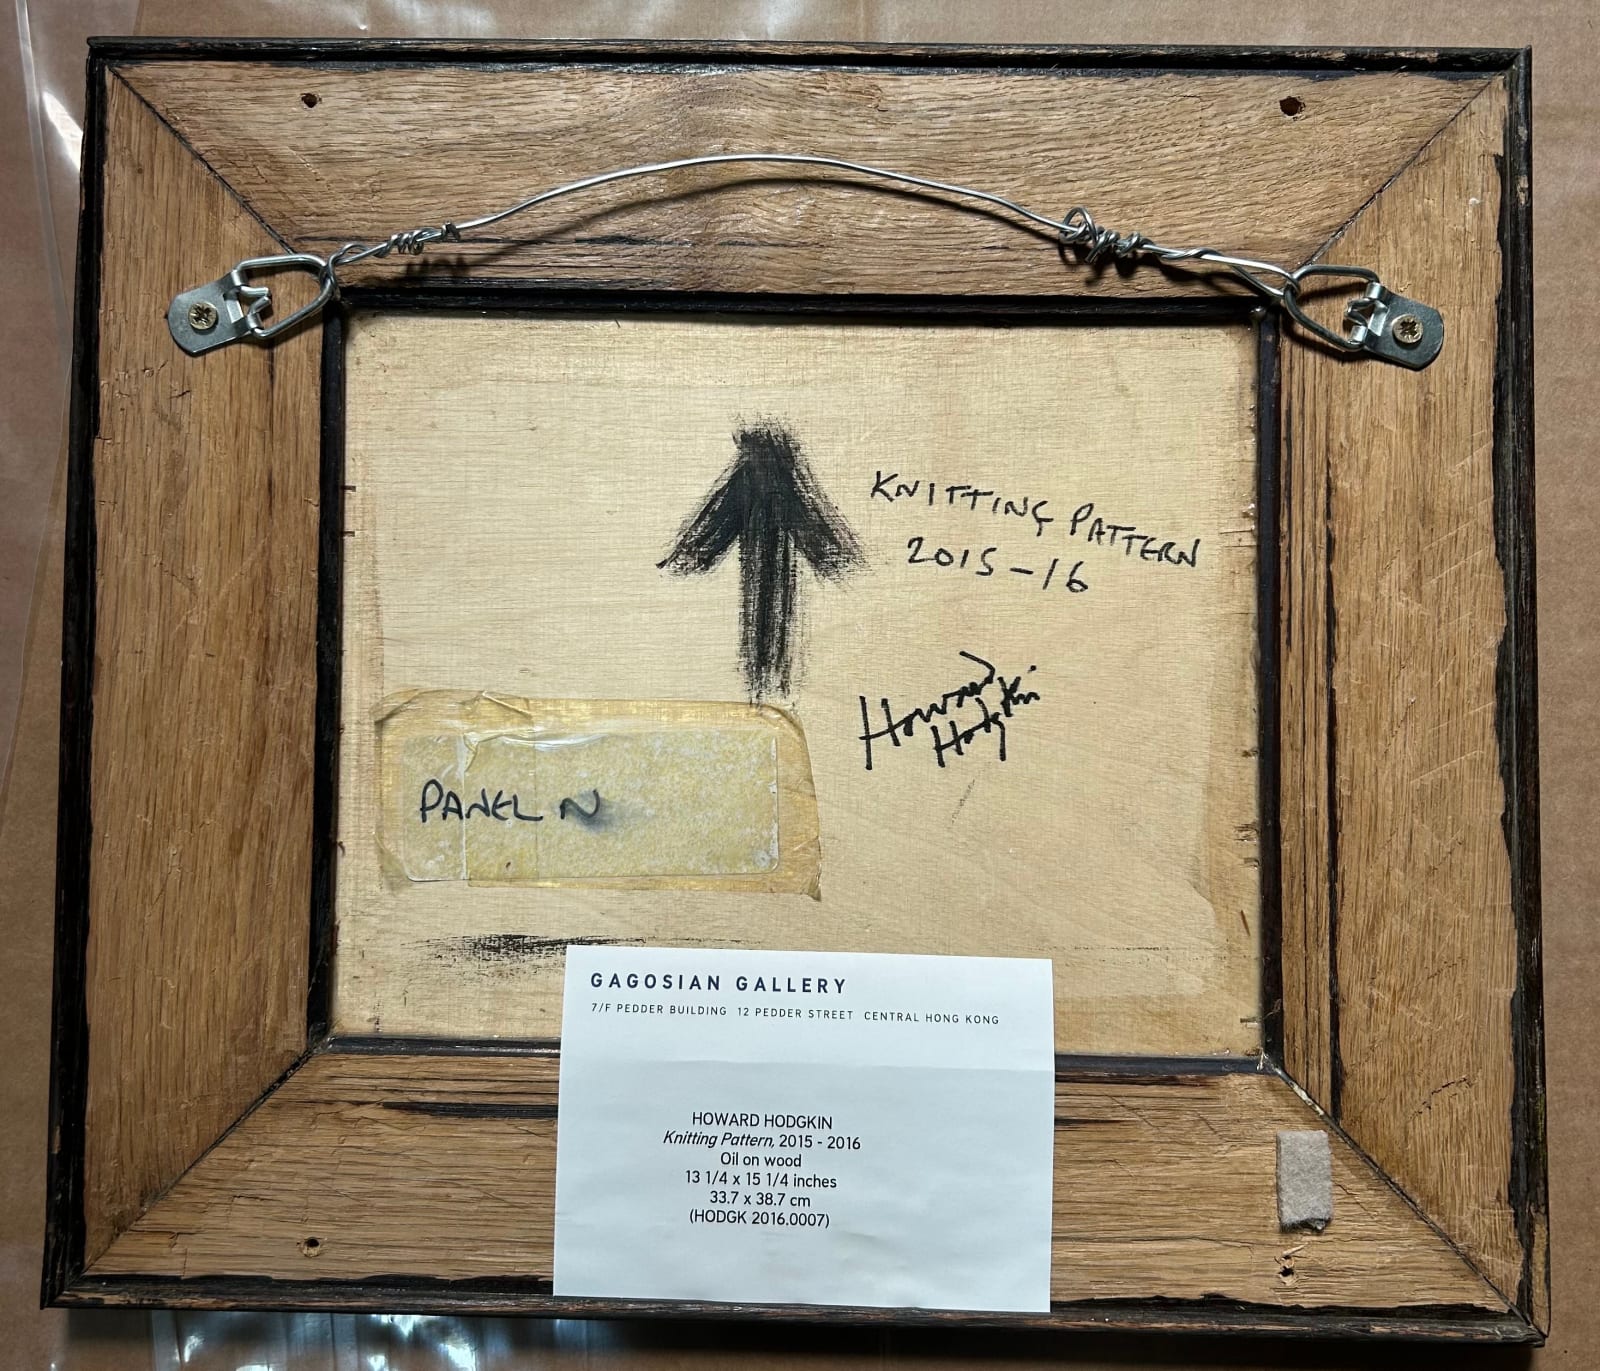 KNITTING PATTERN
2015-16
Howard
Hodgkin
PANEL N
GAGOSIAN GALLERY
7/F PEDDER BUILDING 12 PEDDER STREET CENTRAL HONG KONG
HOWARD HODGKIN
Knitting Pattern, 2015 - 2016
Oil on wood
13 1/4 x 15 1/4 inches
33.7 x 38.7 cm
(HODGK 2016.0007)